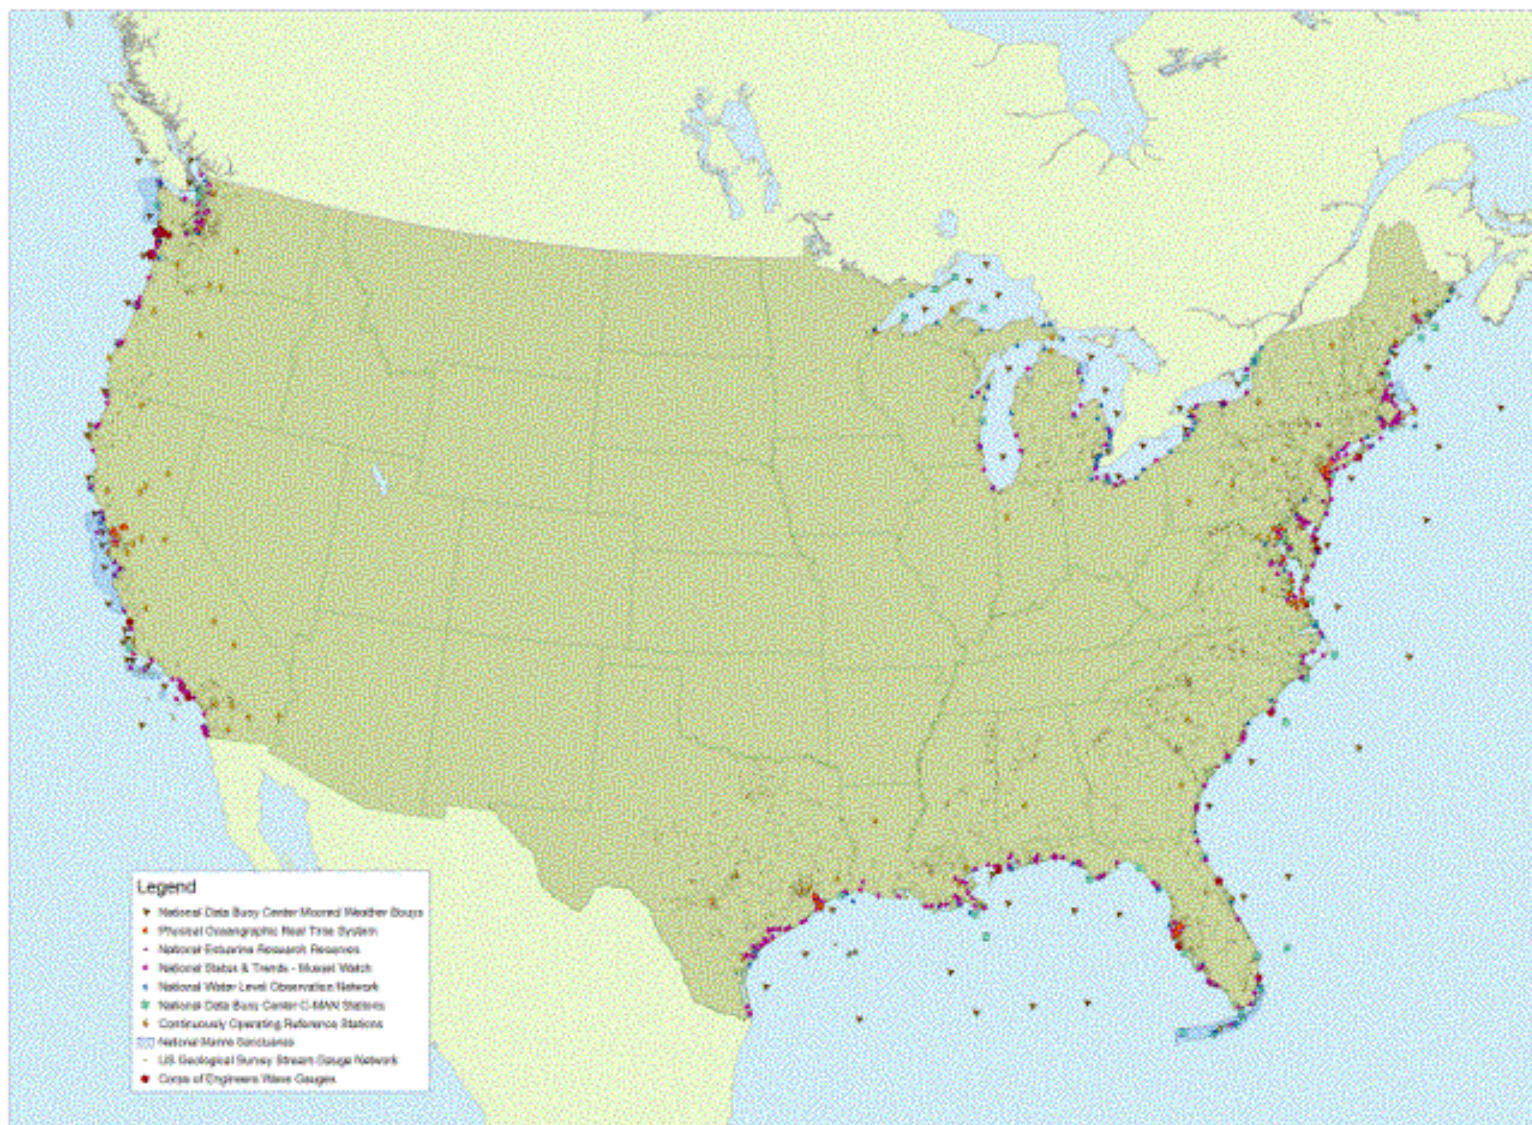 Legend
National Data Buoy Center Moored Weather Bouys
Physical Oceanographic Real Time System
National Estuarine Research Reserves
National Status & Trends - Mussel Watch
National Water Level Observation Network
National Data Buoy Center C-MAN Stations
Continuously Operating Reference Stations
National Marine Sanctuaries
US Geological Survey Stream Gauge Network
Corps of Engineers Wave Gauges